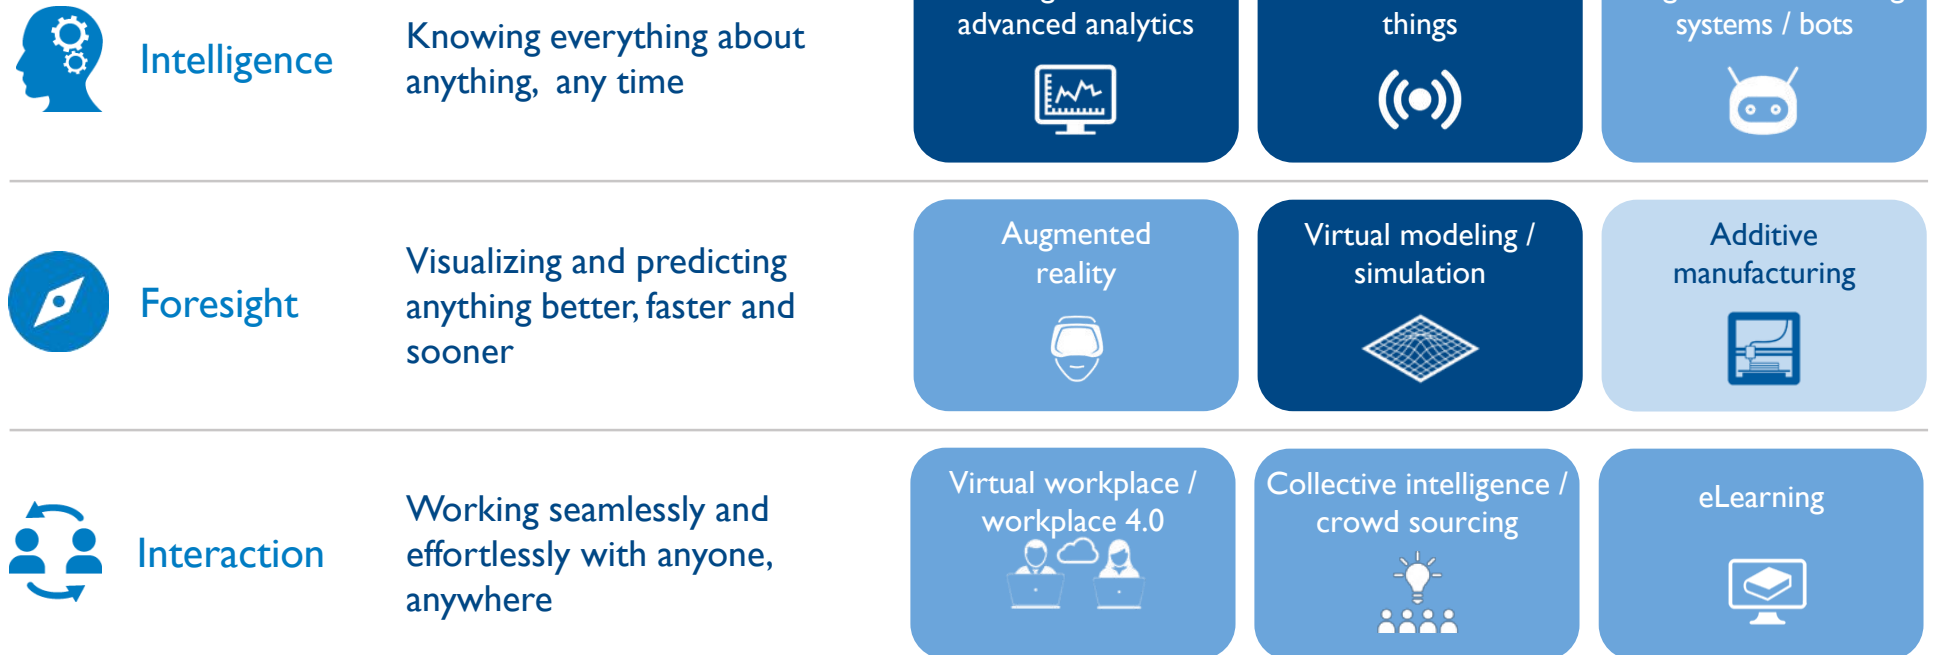 Intelligence
Knowing everything about
anything, any time
advanced analytics
things
systems / bots
Foresight
Visualizing and predicting
anything better, faster and
sooner
Augmented
reality
Virtual modeling /
simulation
Additive
manufacturing
Interaction
Working seamlessly and
effortlessly with anyone,
anywhere
Virtual workplace /
workplace 4.0
Collective intelligence /
crowd sourcing
eLearning